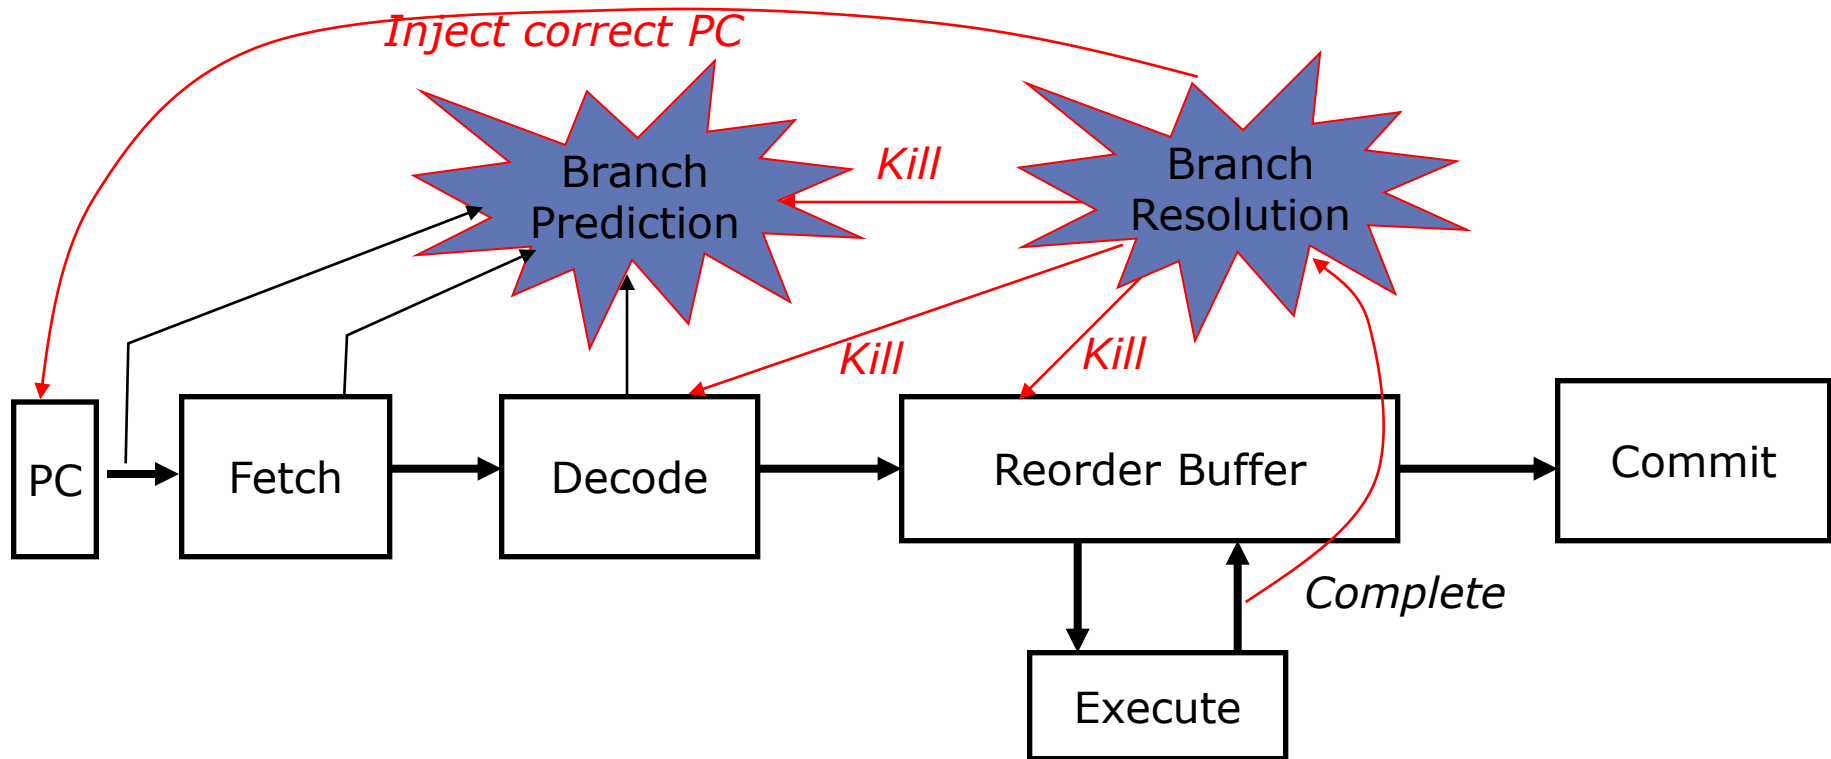 Inject correct PC
Branch
Prediction
Kill
Branch
Resolution
Kill
Kill
PC
Fetch
Decode
Reorder Buffer
Commit
Complete
Execute